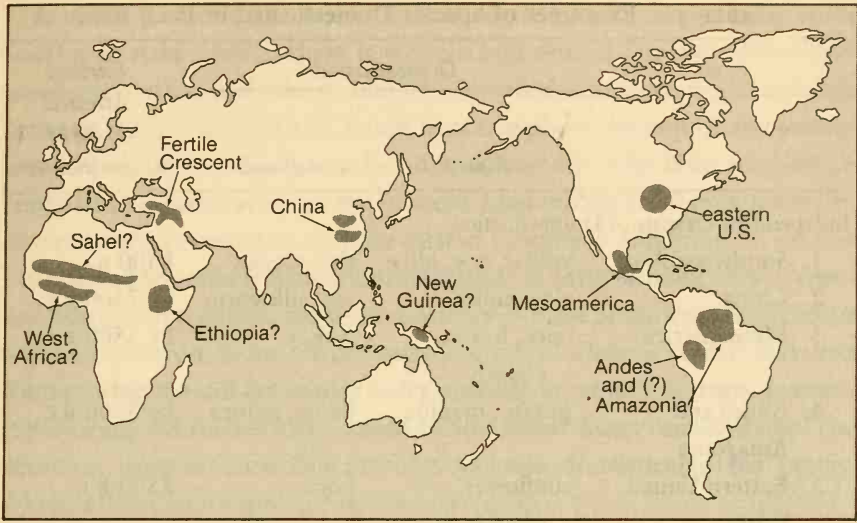 Fertile
Crescent
China
Sahel?
West
Africa?
Ethiopia?
New
Guinea?
eastern
U.S.
Mesoamerica
Andes
and (?)
Amazonia